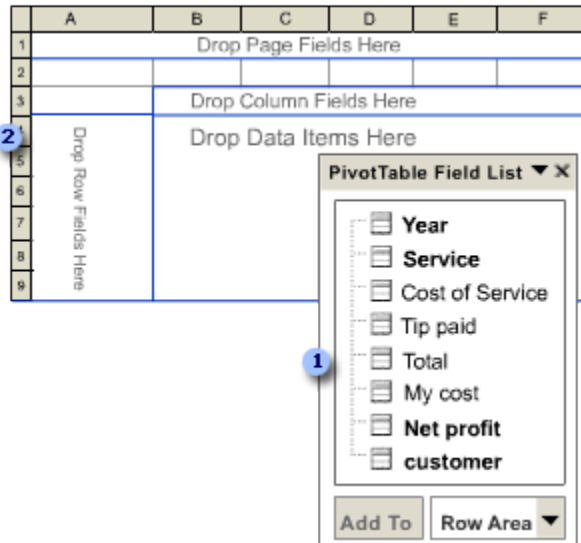 A B C D E F
1 Drop Page Fields Here
2
3 Drop Column Fields Here
2 Drop Data Items Here
5
6
7
8
9
Drop Row Fields Here
PivotTable Field List
Year
Service
Cost of Service
Tip paid
1 Total
My cost
Net profit
customer
Add To Row Area